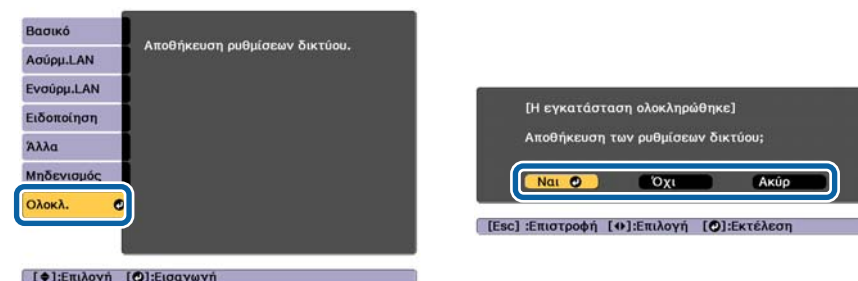 Βασικό
Ασύρμ.LAN
Ενσύρμ.LAN
Ειδοποίηση
Άλλα
Μηδενισμός
Ολοκλ.
Αποθήκευση ρυθμίσεων δικτύου.
[ ]:Επιλογή [ ]:Εισαγωγή
[Η εγκατάσταση ολοκληρώθηκε]
Αποθήκευση των ρυθμίσεων δικτύου;
Ναι Όχι Ακύρ
[Esc] :Επιστροφή [ ]:Επιλογή [ ]:Εκτέλεση